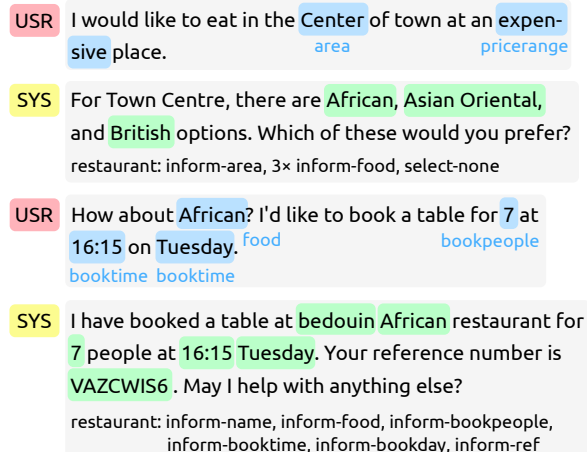 USR I would like to eat in the Center of town at an expen-
sive place.
area pricerange
SYS For Town Centre, there are African, Asian Oriental,
and British options. Which of these would you prefer?
restaurant: inform-area, 3× inform-food, select-none
USR How about African? I'd like to book a table for 7 at
16:15 on Tuesday. food bookpeople
booktime booktime
SYS I have booked a table at bedouin African restaurant for
7 people at 16:15 Tuesday. Your reference number is
VAZCWIS6. May I help with anything else?
restaurant: inform-name, inform-food, inform-bookpeople,
inform-booktime, inform-bookday, inform-ref